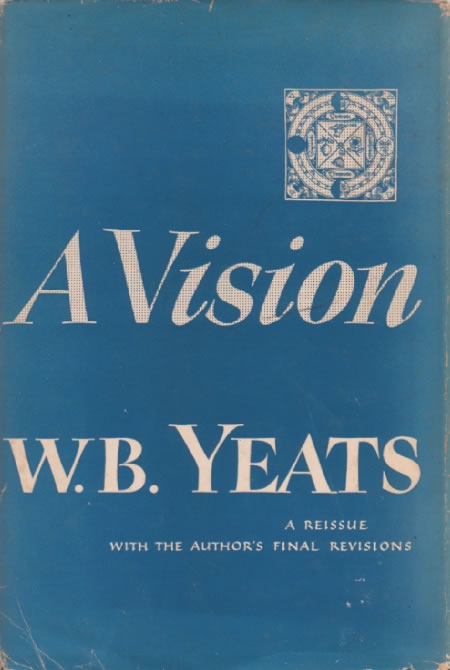 A Vision
W. B. YEATS
A REISSUE
WITH THE AUTHOR'S FINAL REVISIONS